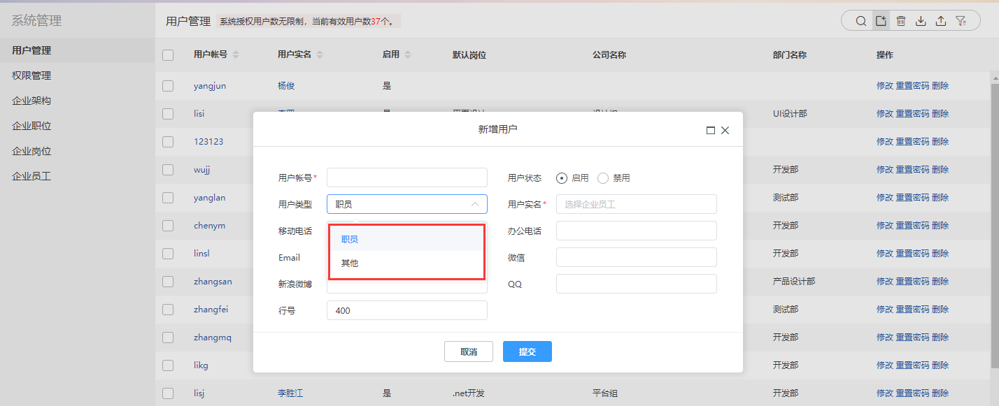 系统管理
用户管理
权限管理
企业架构
企业职位
企业岗位
企业员工
用户管理 系统授权用户数无限制，当前有效用户数37个。
用户帐号 用户实名 启用 默认岗位 公司名称 部门名称 操作
yangjun 杨俊 是 修改 重置密码 删除
lisi UI设计部 修改 重置密码 删除
123123 修改 重置密码 删除
wujj 开发部 修改 重置密码 删除
yanglan 测试部 修改 重置密码 删除
chenym 开发部 修改 重置密码 删除
linsl 开发部 修改 重置密码 删除
zhangsan 产品设计部 修改 重置密码 删除
zhangfei 测试部 修改 重置密码 删除
zhangmq 开发部 修改 重置密码 删除
likg 开发部 修改 重置密码 删除
lisj 李胜江 是 .net开发 平台组 开发部 修改 重置密码 删除
新增用户
用户帐号* 用户状态 启用 禁用
用户类型 职员 用户实名* 选择企业员工
移动电话 办公电话
职员
Email 微信
其他
新浪微博 QQ
行号 400
取消 提交